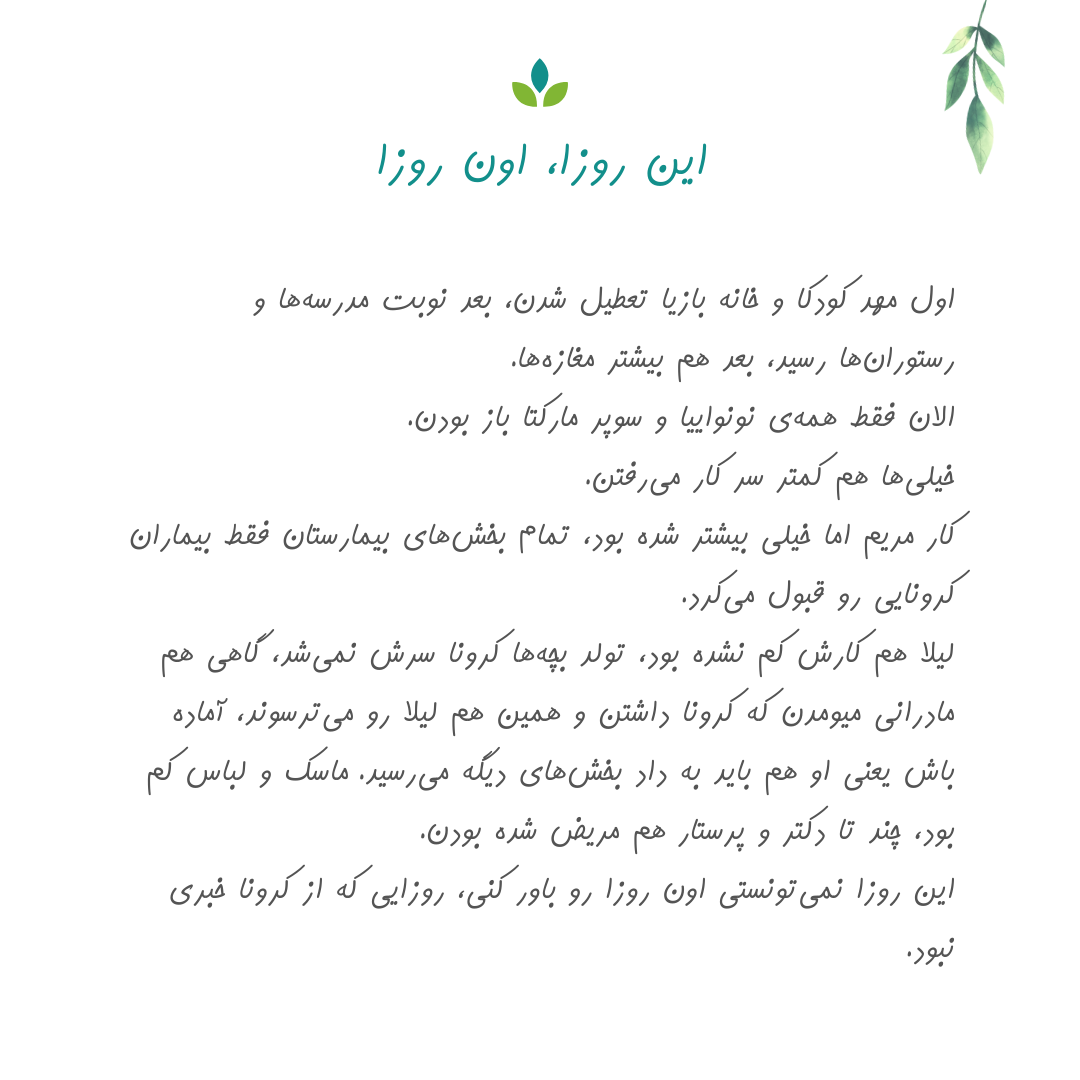 این روزا، اون روزا
اول مهد کودکا و خانه بازیا تعطیل شدن، بعد نوبت مدرسه‌ها و
رستوران‌ها رسید، بعد هم بیشتر مغازه‌ها.
الان فقط همه‌ی نونواییا و سوپر مارکتا باز بودن.
خیلی‌ها هم کمتر سر کار می‌رفتن.
کار مریم اما خیلی بیشتر شده بود، تمام بخش‌های بیمارستان فقط بیماران
کرونایی رو قبول می‌کرد.
لیلا هم کارش کم نشده بود، تولد بچه‌ها کرونا سرش نمی‌شد، گاهی هم
مادرانی میومدن که کرونا داشتن و همین هم لیلا رو می‌ترسوند، آماده
باش یعنی او هم باید به داد بخش‌های دیگه می‌رسید. ماسک و لباس کم
بود، چند تا دکتر و پرستار هم مریض شده بودن.
این روزا نمی‌تونستی اون روزا رو باور کنی، روزایی که از کرونا خبری
نبود.